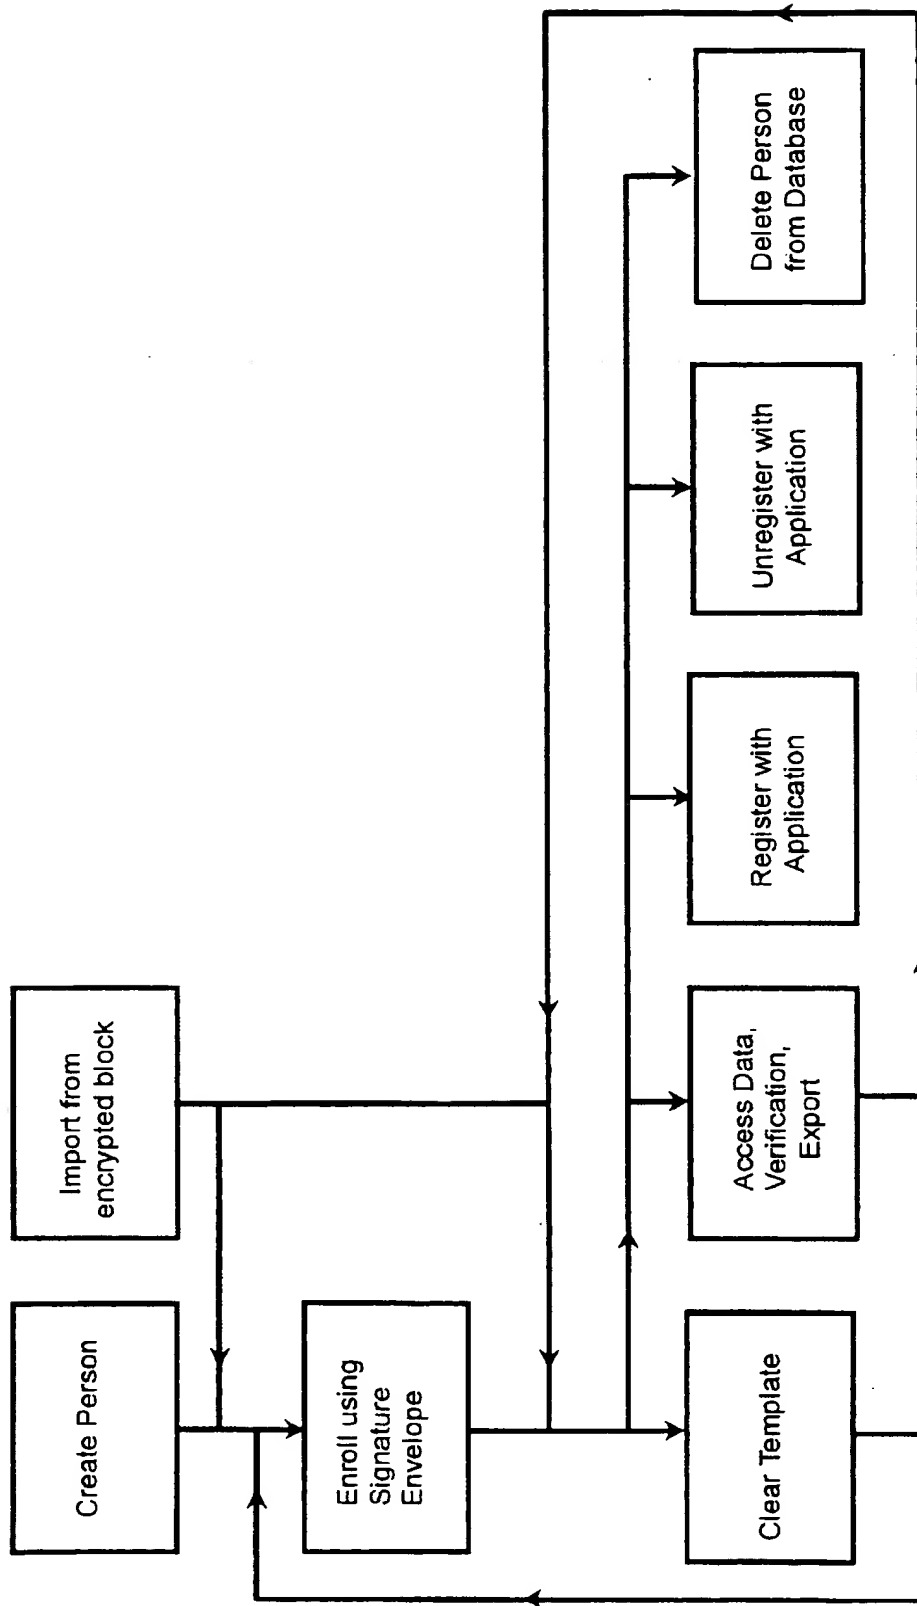 Create Person
Import from
encrypted block
Enroll using
Signature
Envelope
Clear Template
Access Data,
Verification,
Export
Register with
Application
Unregister with
Application
Delete Person
from Database